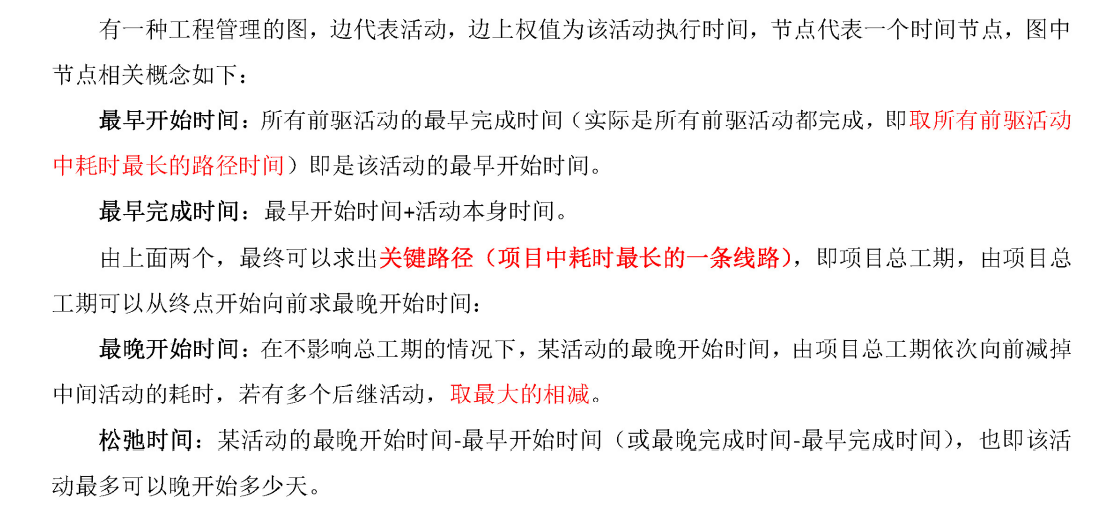 有一种工程管理的图，边代表活动，边上权值为该活动执行时间，节点代表一个时间节点，图中
节点相关概念如下：
最早开始时间：所有前驱活动的最早完成时间（实际是所有前驱活动都完成，即取所有前驱活动
中耗时最长的路径时间）即是该活动的最早开始时间。
最早完成时间：最早开始时间+活动本身时间。
由上面两个，最终可以求出关键路径（项目中耗时最长的一条线路），即项目总工期，由项目总
工期可以从终点开始向前求最晚开始时间：
最晚开始时间：在不影响总工期的情况下，某活动的最晚开始时间，由项目总工期依次向前减掉
中间活动的耗时，若有多个后继活动，取最大的相减。
松弛时间：某活动的最晚开始时间-最早开始时间（或最晚完成时间-最早完成时间），也即该活
动最多可以晚开始多少天。